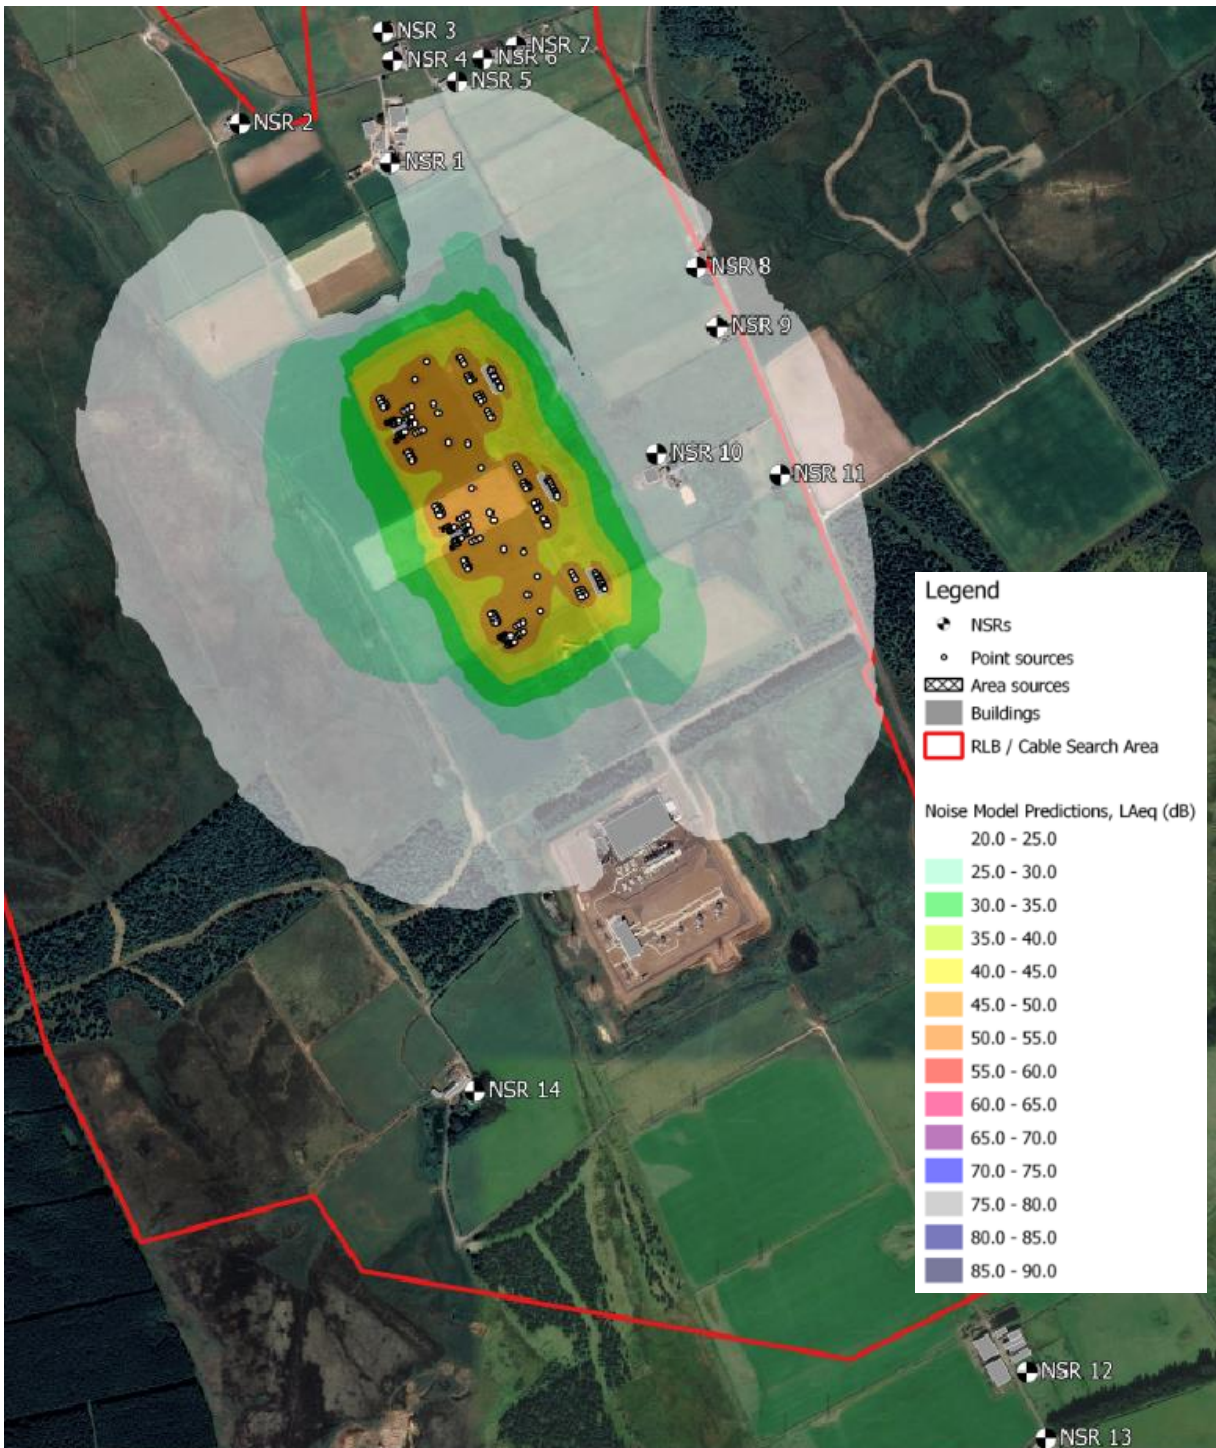 NSR 3
NSR 4
NSR 7
NSR 6
NSR 5
NSR 2
NSR 1
NSR 8
NSR 9
NSR 10
NSR 11
Legend
NSRs
Point sources
Area sources
Buildings
RLB / Cable Search Area
Noise Model Predictions, LAeq (dB)
20.0 - 25.0
25.0 - 30.0
30.0 - 35.0
35.0 - 40.0
40.0 - 45.0
45.0 - 50.0
50.0 - 55.0
55.0 - 60.0
60.0 - 65.0
65.0 - 70.0
70.0 - 75.0
75.0 - 80.0
80.0 - 85.0
85.0 - 90.0
NSR 14
NSR 12
NSR 13